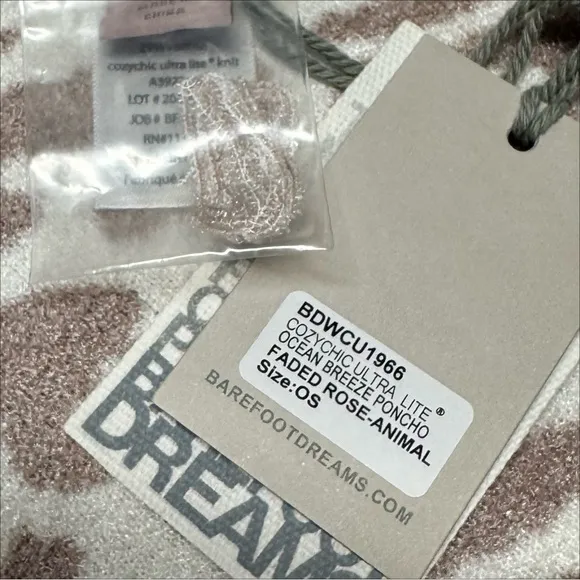 cozychic ultra lite® knit
LOT #
JOB #
BDWCU1966
COZYCHIC ULTRA LITE®
OCEAN BREEZE PONCHO
FADED ROSE-ANIMAL
Size:OS
BAREFOOTDREAMS.COM
DREAMS